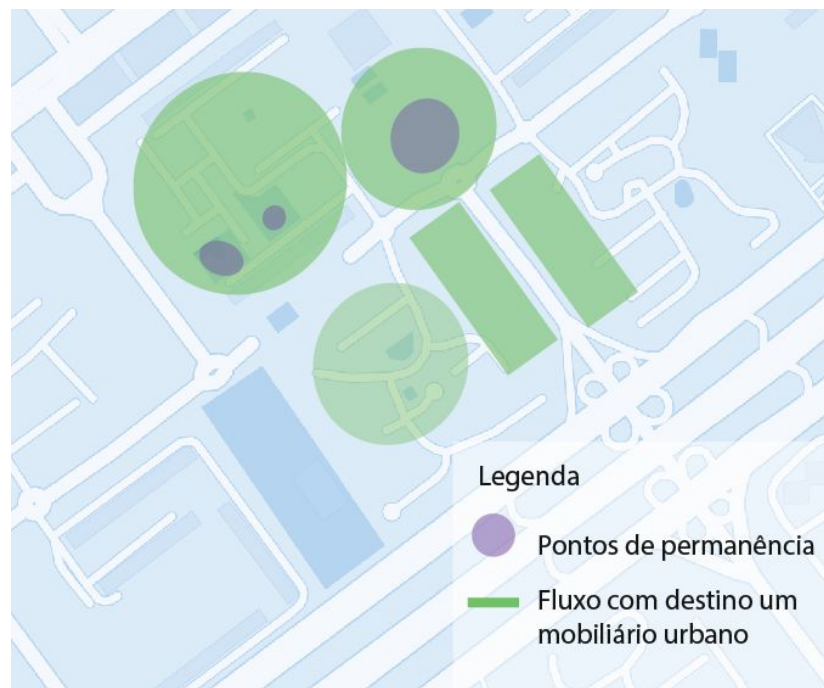 Legenda
Pontos de permanência
Fluxo com destino um
mobiliário urbano